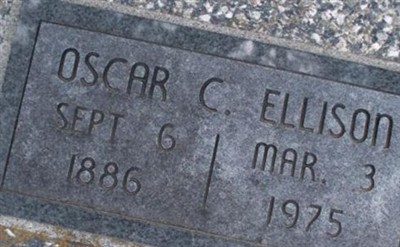 OSCAR C. ELLISON
SEPT. 6 MAR. 3
1886 1975